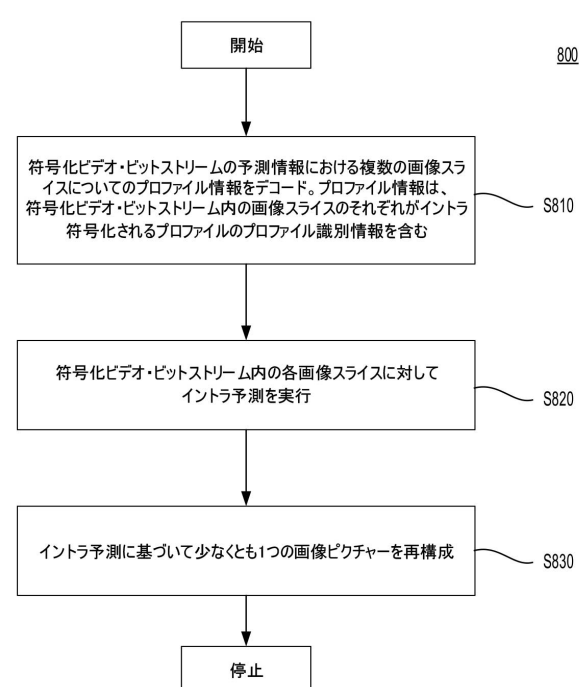 開始
800
符号化ビデオ・ビットストリームの予測情報における複数の画像スラ
イスについてのプロファイル情報をデコード。プロファイル情報は、
符号化ビデオ・ビットストリーム内の画像スライスのそれぞれがイントラ
符号化されるプロファイルのプロファイル識別情報を含む
S810
符号化ビデオ・ビットストリーム内の各画像スライスに対して
イントラ予測を実行
S820
イントラ予測に基づいて少なくとも1つの画像ピクチャーを再構成
S830
停止